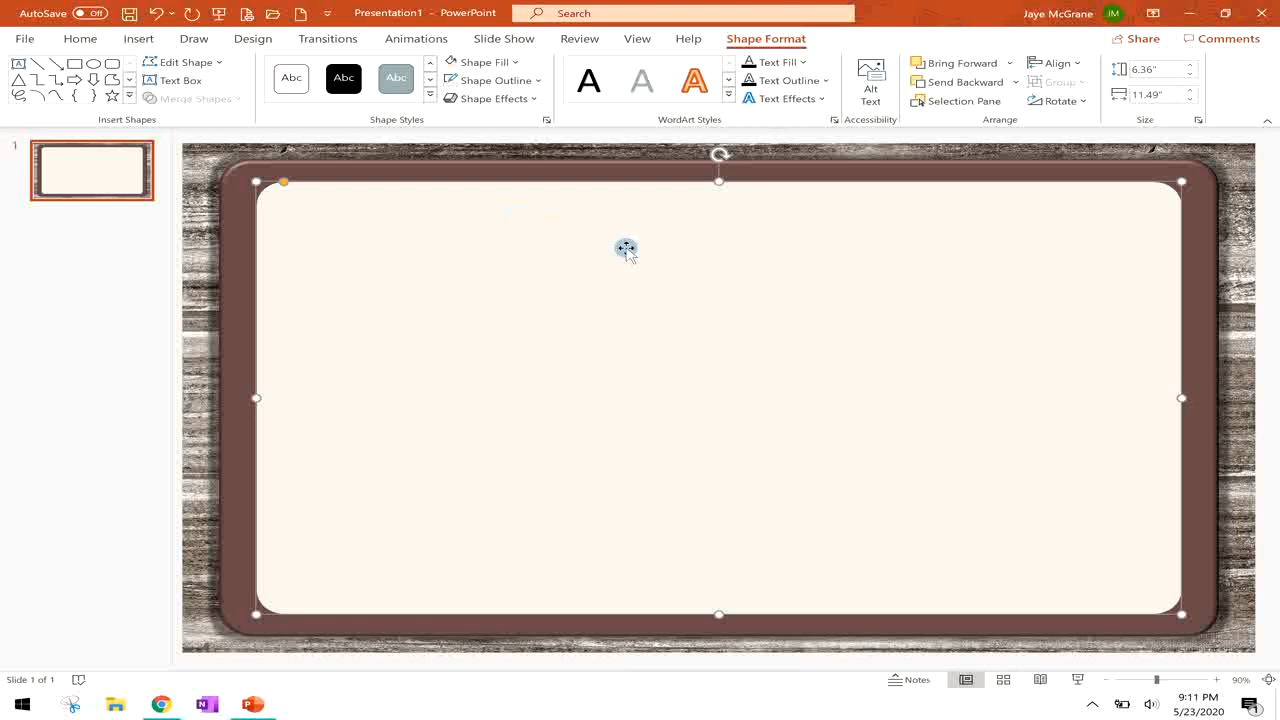 AutoSave Off Presentation1 - PowerPoint Search Jaye McGrane JM
File Home Insert Draw Design Transitions Animations Slide Show Review View Help Shape Format Share Comments
Edit Shape
Text Box
Merge Shapes
Insert Shapes
Abc Abc Abc
Shape Fill
Shape Outline
Shape Effects
Shape Styles
A A A
Text Fill
Text Outline
Text Effects
WordArt Styles
Alt
Text
Accessibility
Bring Forward
Send Backward
Selection Pane
Align
Group
Rotate
Arrange
6.36"
11.49"
Size
1
Slide 1 of 1 Notes 90%
9:11 PM
5/23/2020
1